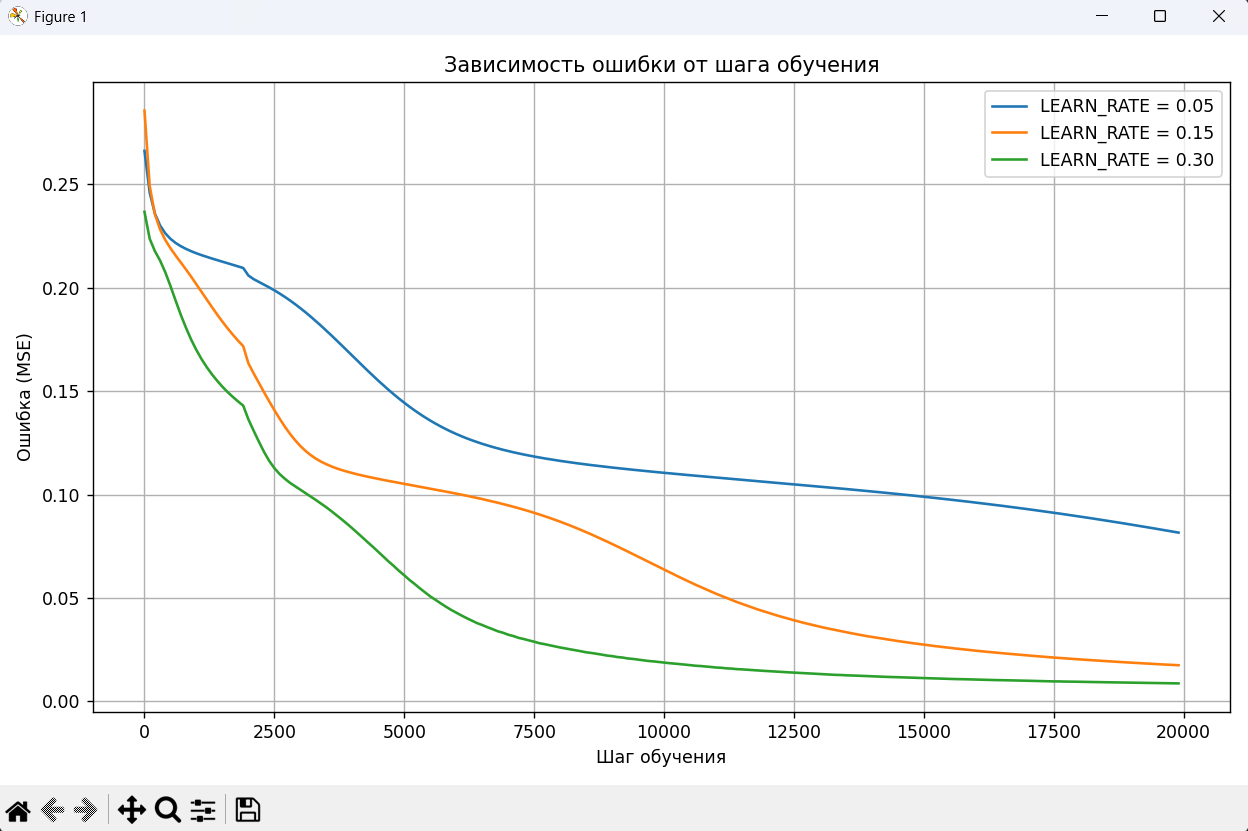 Figure 1
Зависимость ошибки от шага обучения
LEARN_RATE = 0.05
LEARN_RATE = 0.15
LEARN_RATE = 0.30
Ошибка (MSE)
0.25
0.20
0.15
0.10
0.05
0.00
0 2500 5000 7500 10000 12500 15000 17500 20000
Шаг обучения